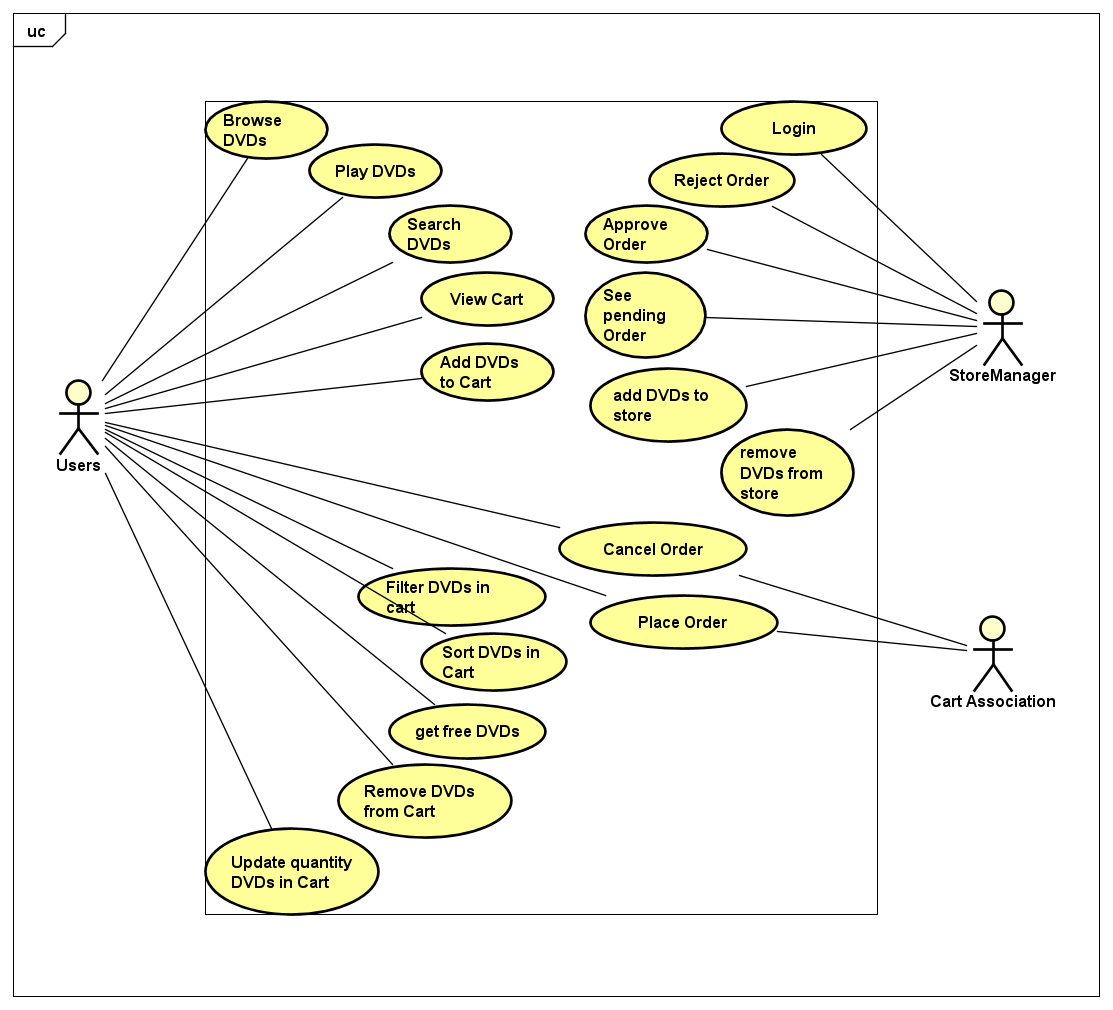 uc
Browse
DVDs
Login
Play DVDs
Reject Order
Search
DVDs
Approve
Order
View Cart
See
pending
Order
Add DVDs
to Cart
StoreManager
add DVDs to
store
Users
remove
DVDs from
store
Cancel Order
Filter DVDs in
cart
Place Order
Sort DVDs in
Cart
Cart Association
get free DVDs
Remove DVDs
from Cart
Update quantity
DVDs in Cart